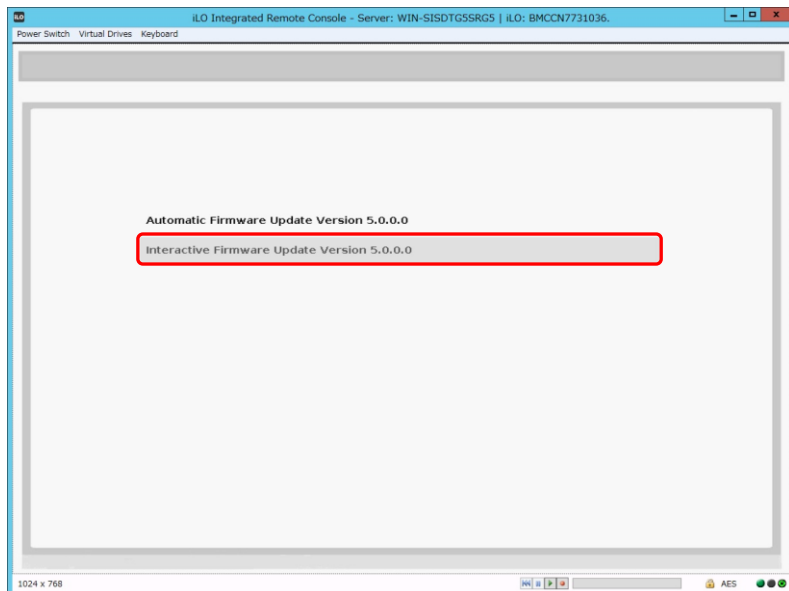 iLO
iLO Integrated Remote Console - Server: WIN-SISDTG5SRG5 | iLO: BMCCN7731036.
Power Switch Virtual Drives Keyboard
Automatic Firmware Update Version 5.0.0.0
Interactive Firmware Update Version 5.0.0.0
1024 x 768
AES